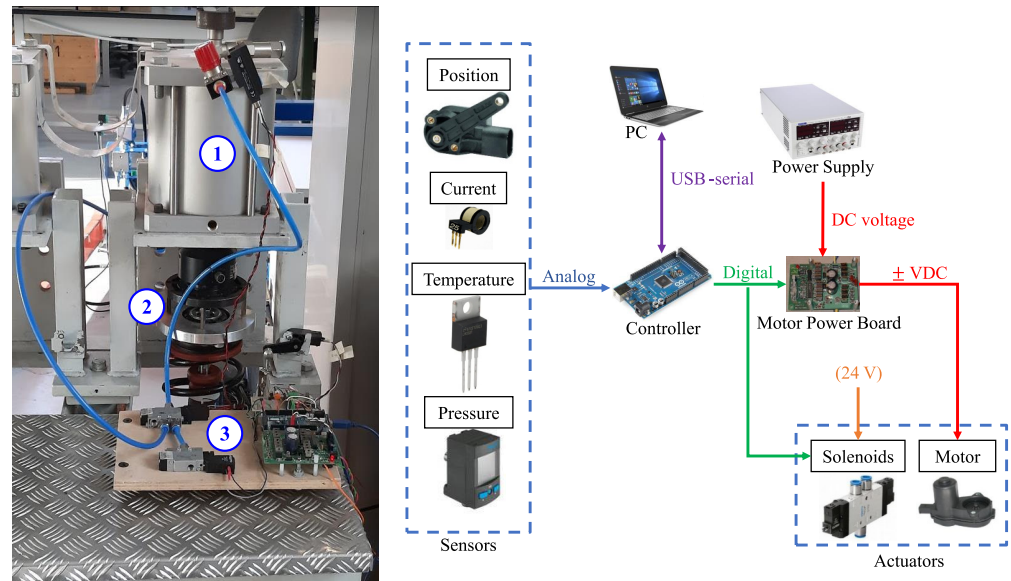 1
2
3
Position
Current
Temperature
Pressure
Sensors
Analog
PC
USB-serial
Controller
Digital
Power Supply
DC voltage
Motor Power Board
± VDC
(24 V)
Solenoids
Motor
Actuators